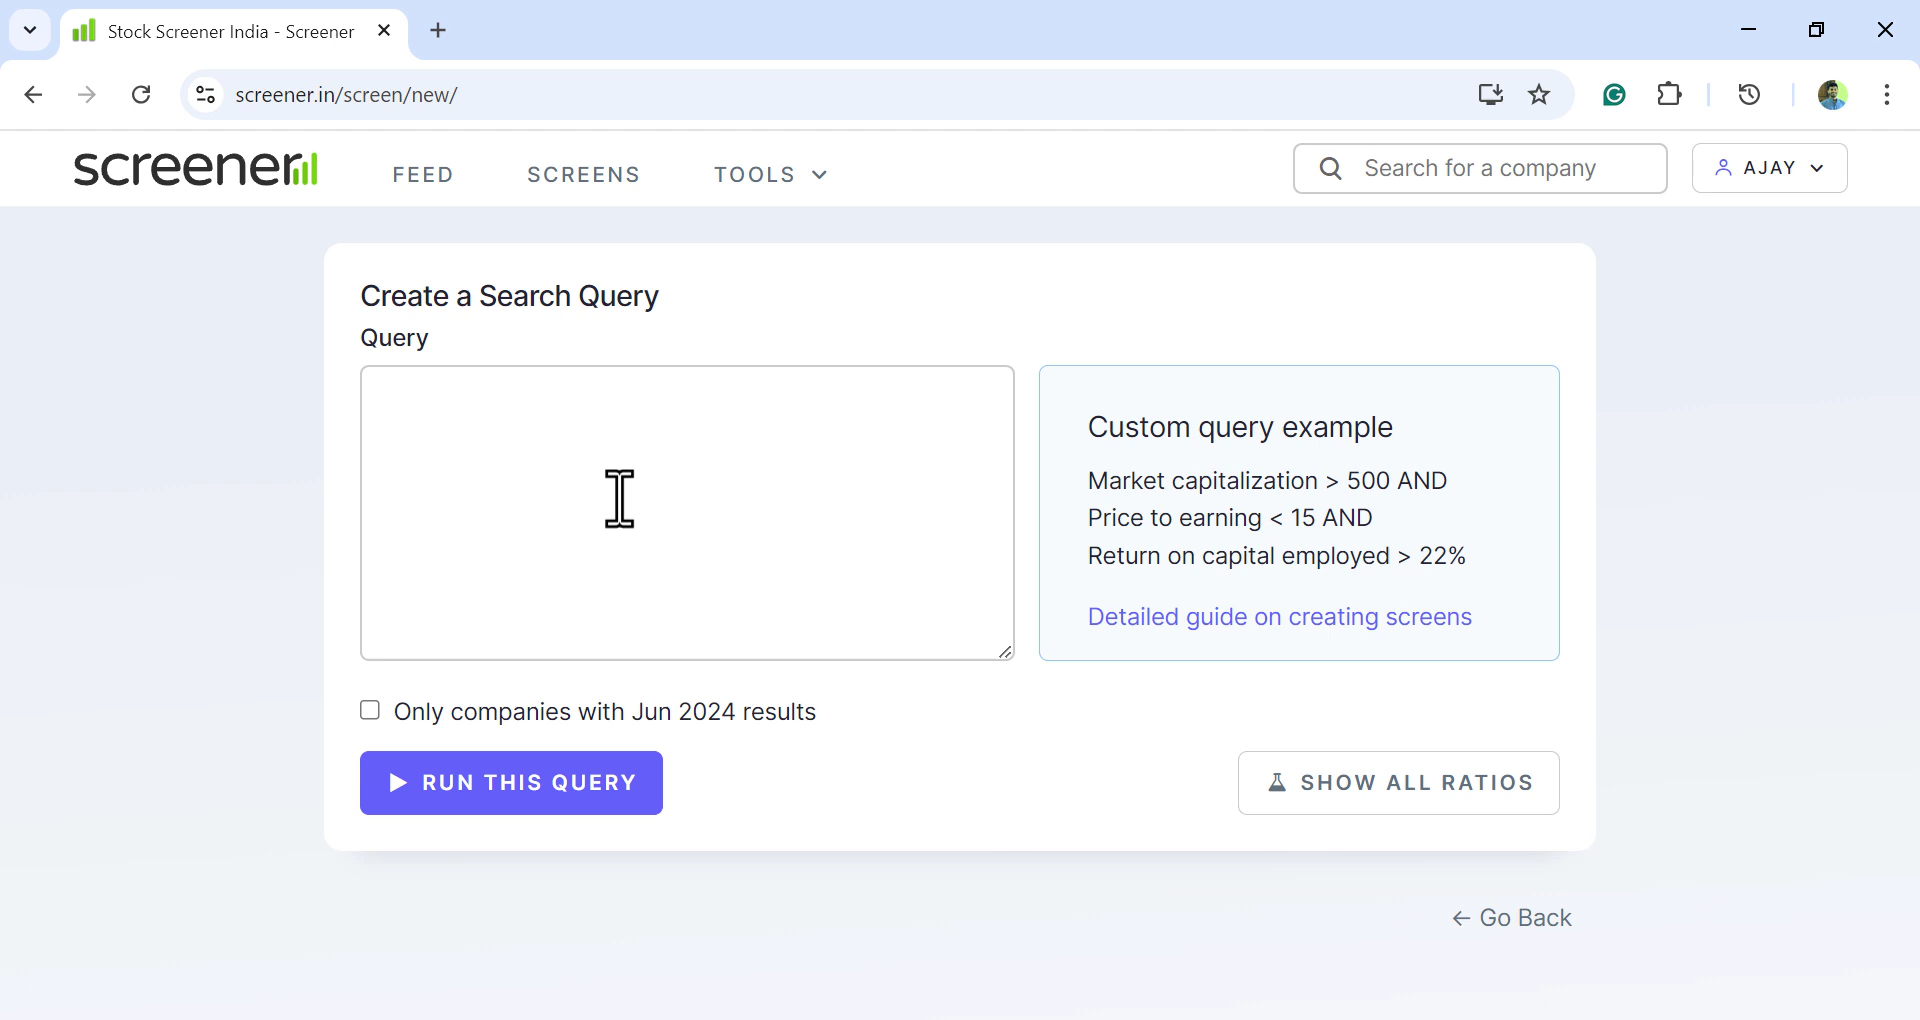 Stock Screener India - Screener
screener.in/screen/new/
screener
FEED
SCREENS
TOOLS
Search for a company
AJAY
Create a Search Query
Query
Custom query example
Market capitalization > 500 AND
Price to earning < 15 AND
Return on capital employed > 22%
Detailed guide on creating screens
Only companies with Jun 2024 results
RUN THIS QUERY
SHOW ALL RATIOS
← Go Back